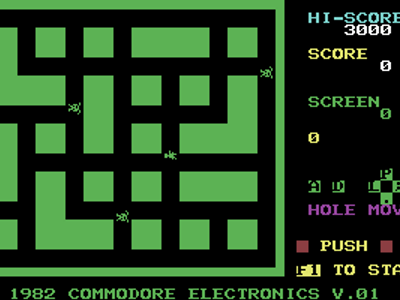 HI-SCORE
3000
SCORE
0
SCREEN
0
0
HOLE MOV
PUSH
F1 TO STA
1982 COMMODORE ELECTRONICS V.01